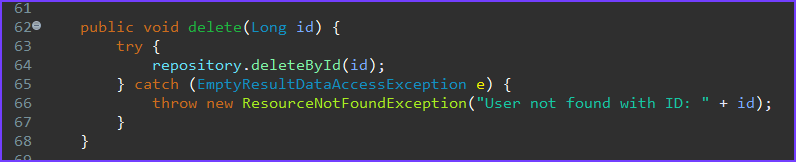 61
62 public void delete(Long id) {
63 try {
64 repository.deleteById(id);
65 } catch (EmptyResultDataAccessException e) {
66 throw new ResourceNotFoundException("User not found with ID: " + id);
67 }
68 }
69